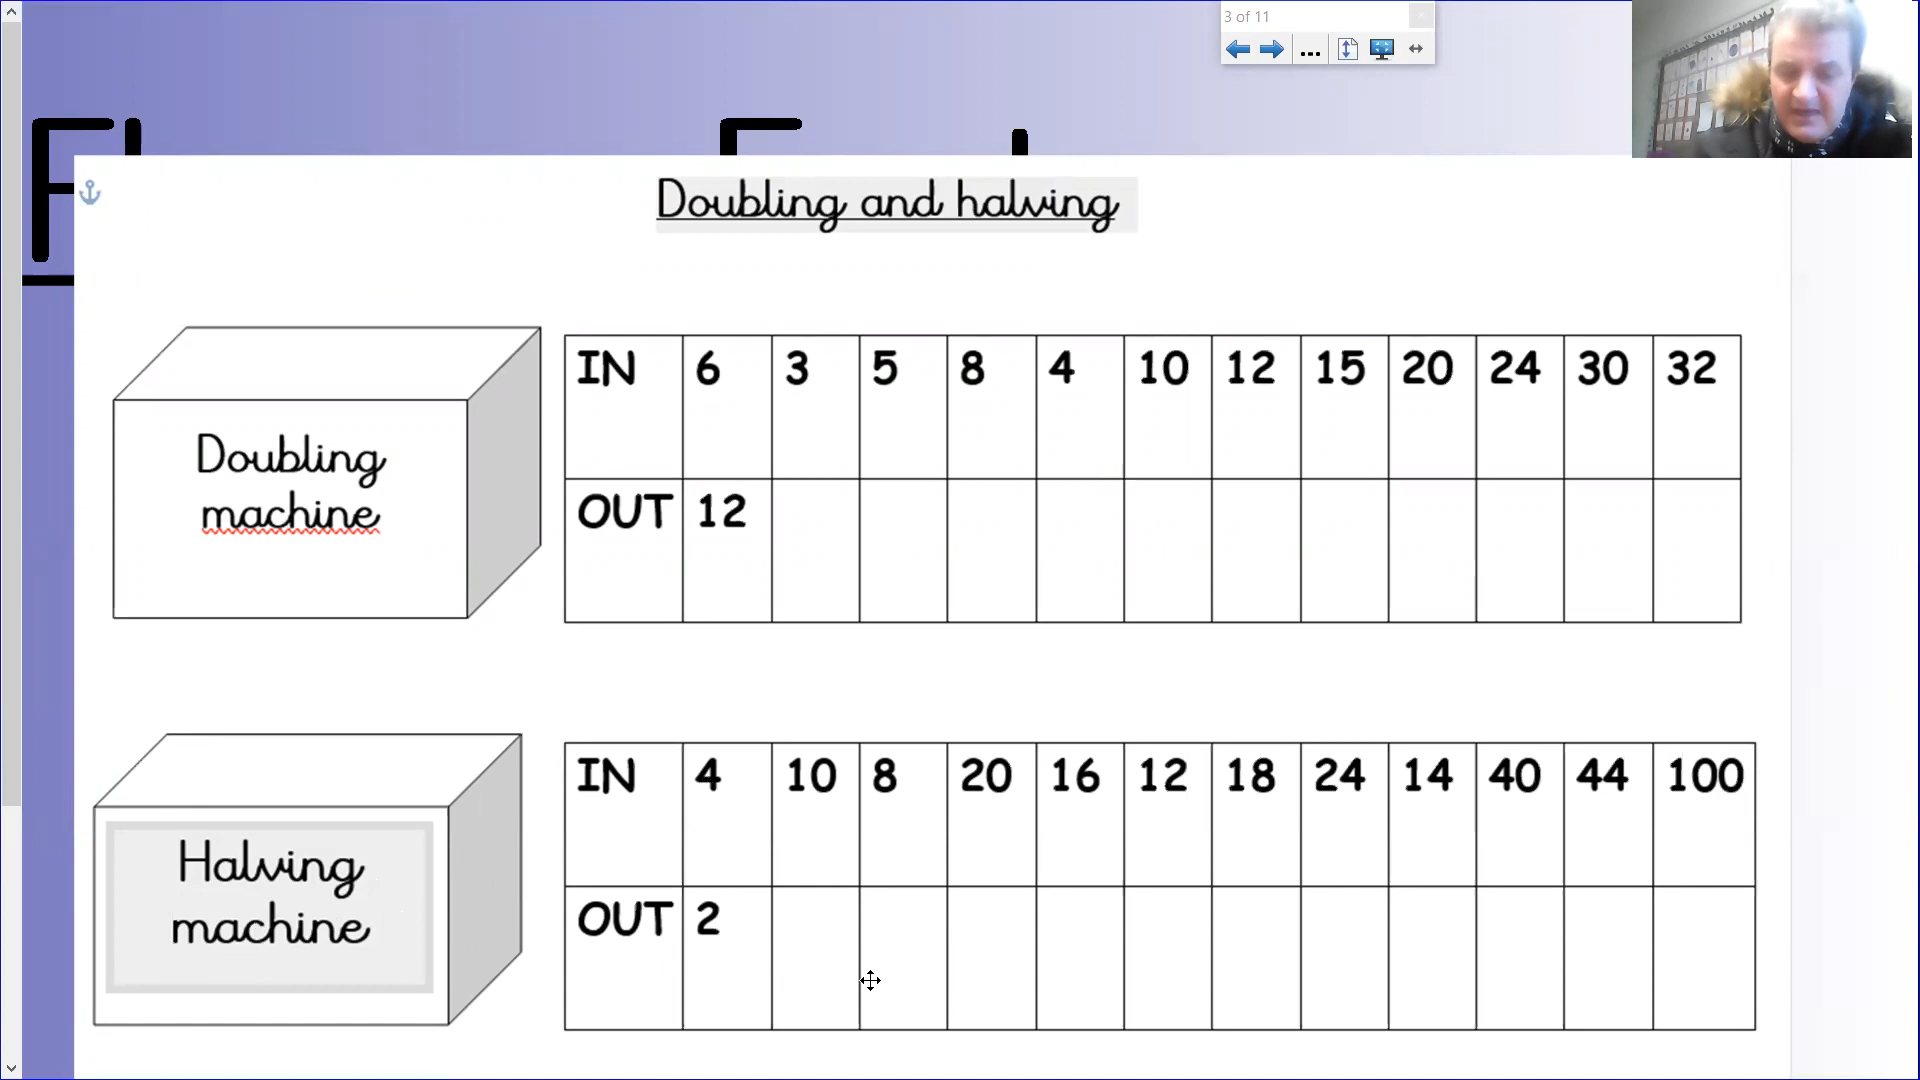 3 of 11
Doubling and halving
Doubling
machine
IN 6 3 5 8 4 10 12 15 20 24 30 32
OUT 12
Halving
machine
IN 4 10 8 20 16 12 18 24 14 40 44 100
OUT 2